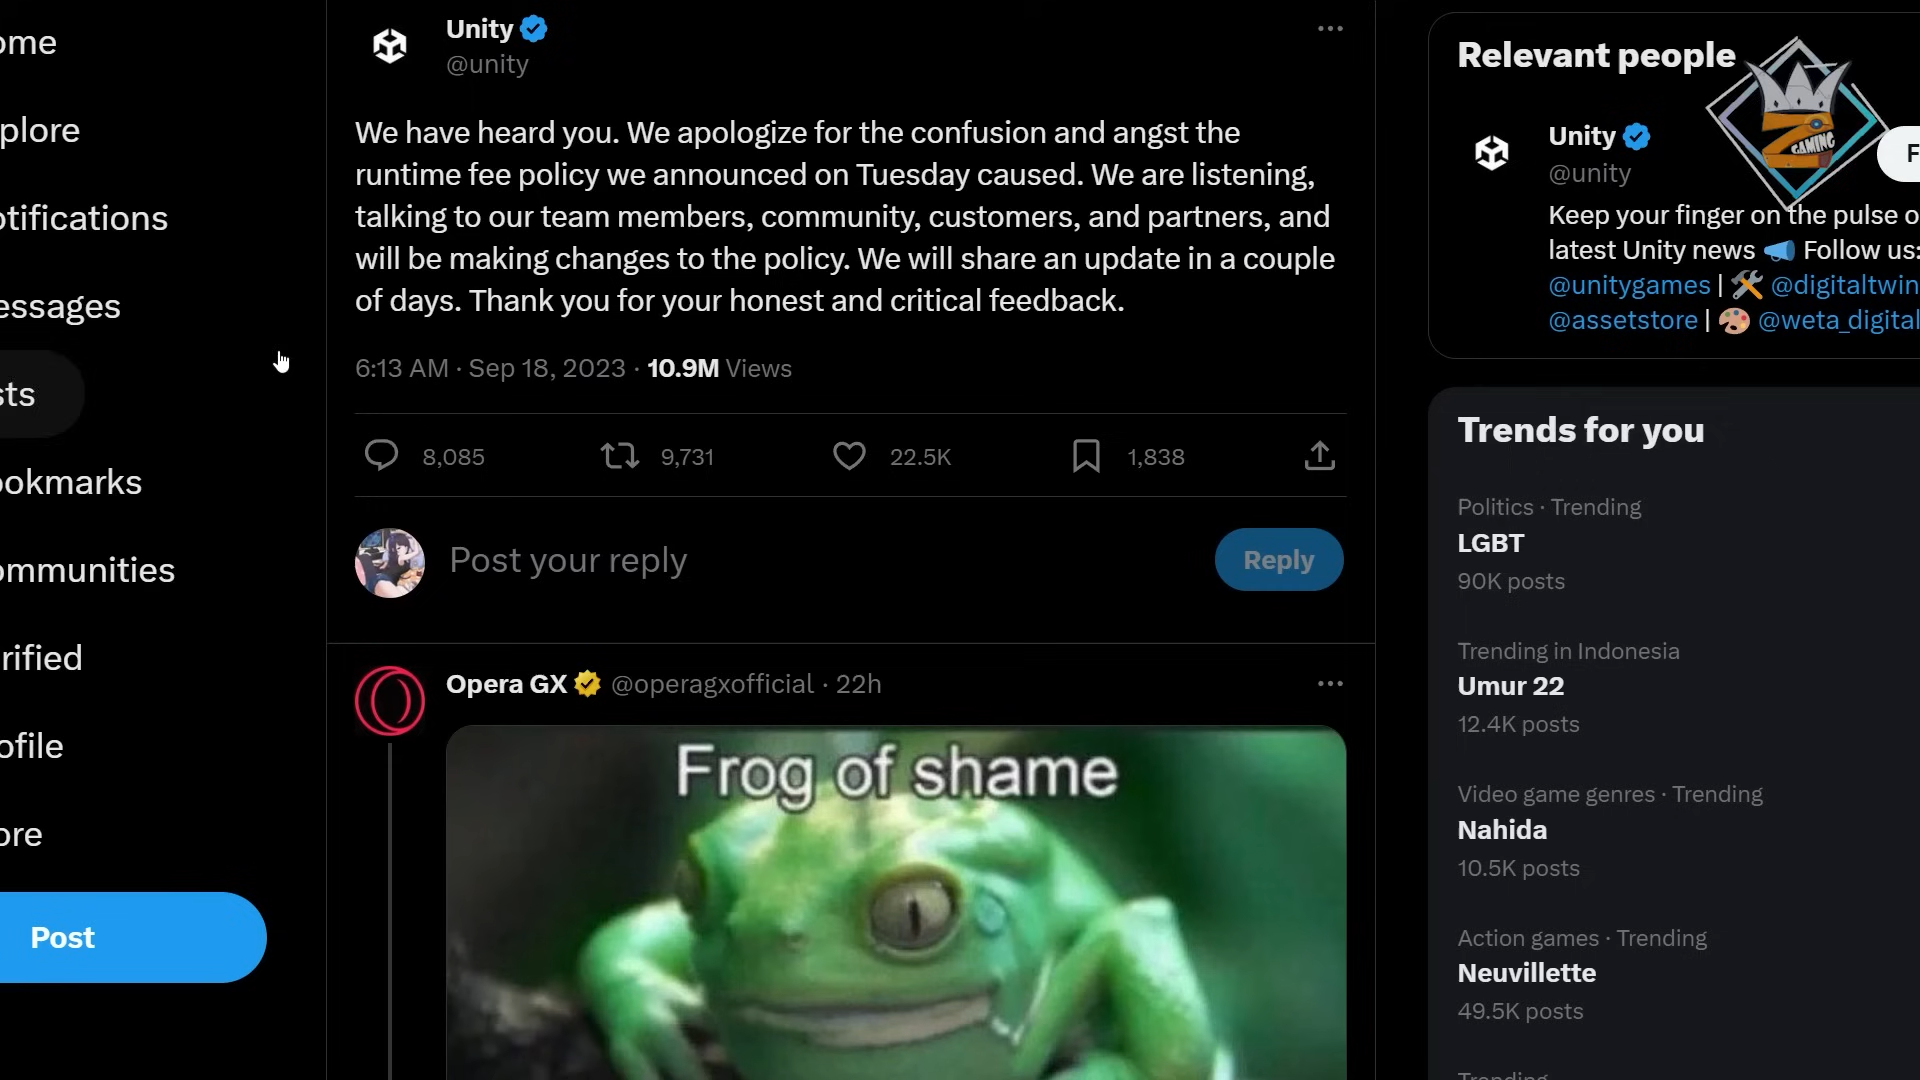 ome
plore
otifications
essages
sts
ookmarks
ommunities
rified
ofile
ore
Post
Unity
@unity
We have heard you. We apologize for the confusion and angst the
runtime fee policy we announced on Tuesday caused. We are listening,
talking to our team members, community, customers, and partners, and
will be making changes to the policy. We will share an update in a couple
of days. Thank you for your honest and critical feedback.
6:13 AM · Sep 18, 2023 · 10.9M Views
8,085 9,731 22.5K 1,838
Post your reply
Reply
Opera GX @operagxofficial · 22h
Frog of shame
Relevant people
GAMING
Unity
@unity
F
Keep your finger on the pulse o
latest Unity news 📣 Follow us:
@unitygames | 🛠 @digitaltwin
@assetstore | 🎨 @weta_digital
Trends for you
Politics · Trending
LGBT
90K posts
Trending in Indonesia
Umur 22
12.4K posts
Video game genres · Trending
Nahida
10.5K posts
Action games · Trending
Neuvillette
49.5K posts
Trending